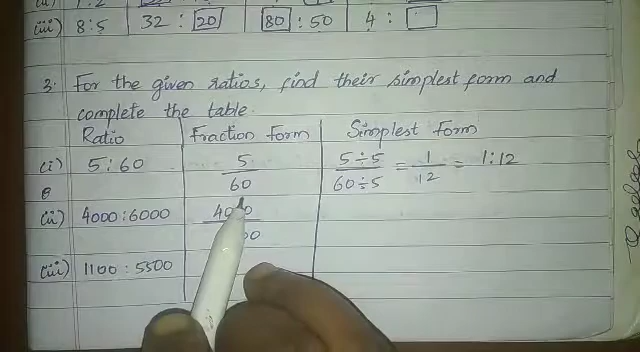 (iii) 8:5 32 : 20 80 : 50 4 :
3. For the given ratios, find their simplest form and
complete the table.
Ratio Fraction form Simplest Form
(i) 5:60 5/60 5÷5/60÷5 = 1/12 = 1:12
(ii) 4000:6000
(iii) 1100 : 5500